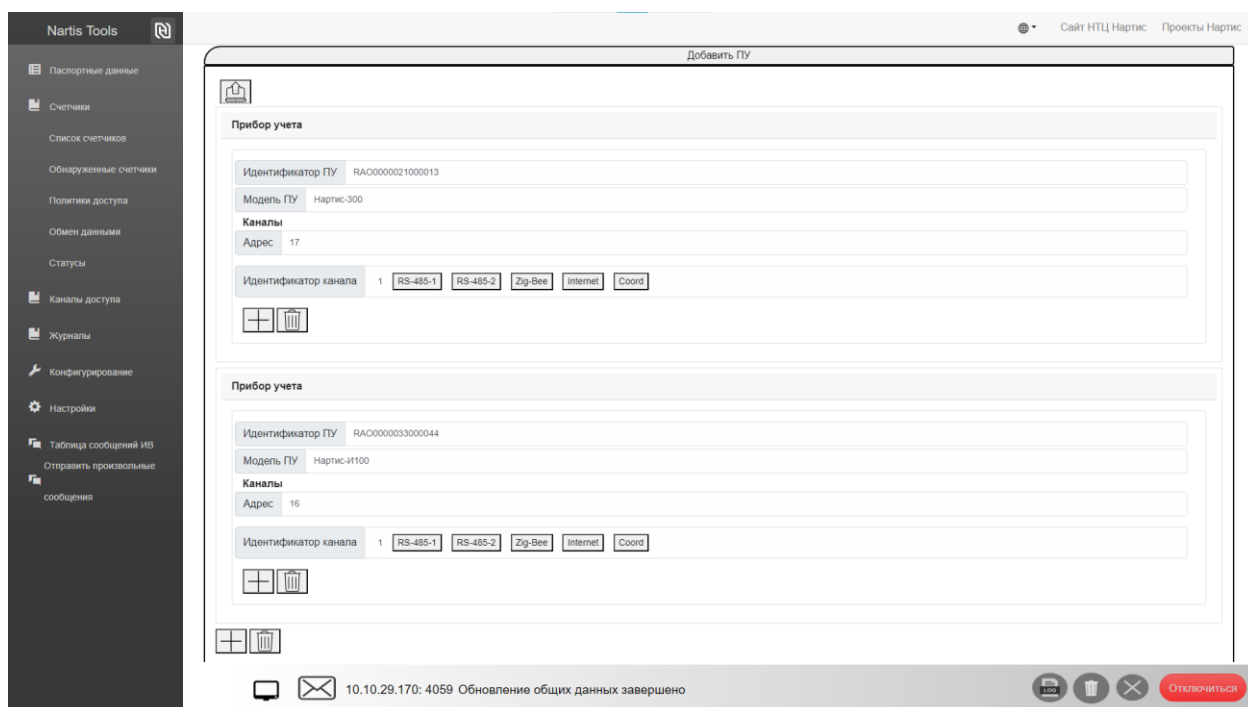 Nartis Tools
Сайт НТЦ Нартис Проекты Нартис
Паспортные данные
Счетчики
Список счетчиков
Обнаруженные счетчики
Политики доступа
Обмен данными
Статусы
Каналы доступа
Журналы
Конфигурирование
Настройки
Таблица сообщений ИВ
Отправить произвольные
сообщения
Добавить ПУ
Прибор учета
Идентификатор ПУ RAO0000021000013
Модель ПУ Нартис-300
Каналы
Адрес 17
Идентификатор канала 1 RS-485-1 RS-485-2 Zig-Bee Internet Coord
Прибор учета
Идентификатор ПУ RAO0000033000044
Модель ПУ Нартис-И100
Каналы
Адрес 16
Идентификатор канала 1 RS-485-1 RS-485-2 Zig-Bee Internet Coord
10.10.29.170: 4059 Обновление общих данных завершено
LOG
Отключиться